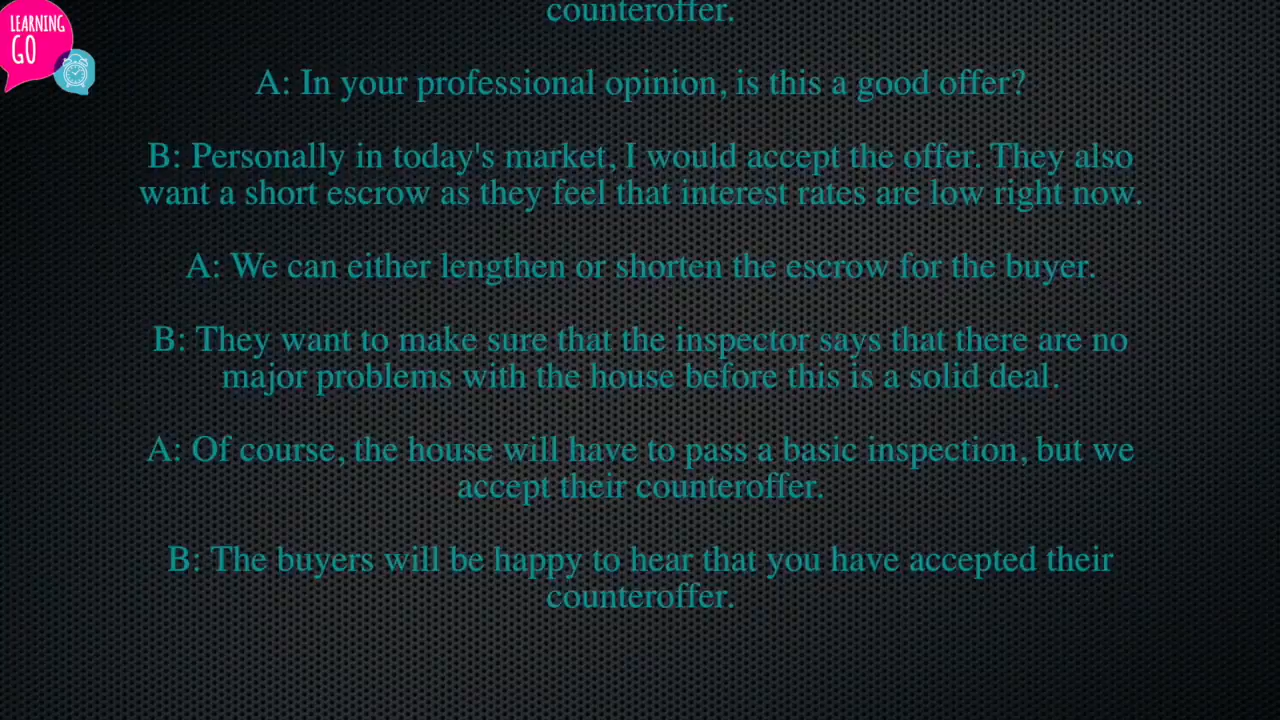 LEARNING
GO
counteroffer.
A: In your professional opinion, is this a good offer?
B: Personally in today's market, I would accept the offer. They also
want a short escrow as they feel that interest rates are low right now.
A: We can either lengthen or shorten the escrow for the buyer.
B: They want to make sure that the inspector says that there are no
major problems with the house before this is a solid deal.
A: Of course, the house will have to pass a basic inspection, but we
accept their counteroffer.
B: The buyers will be happy to hear that you have accepted their
counteroffer.